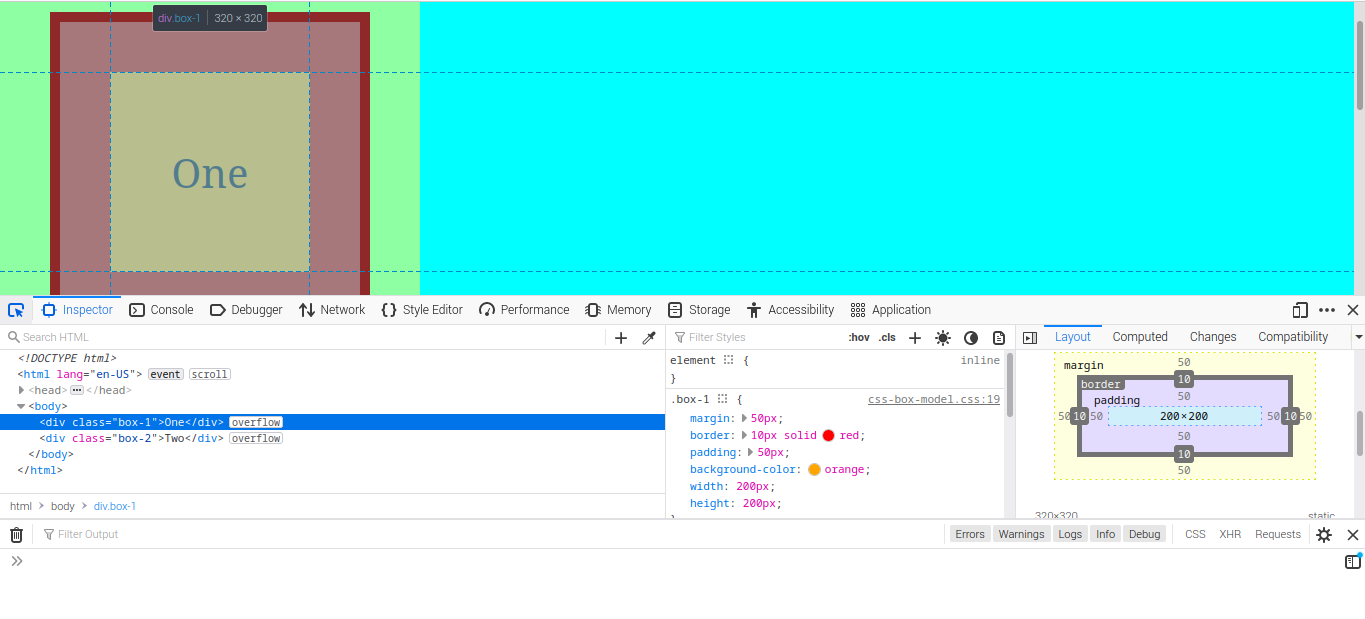 div.box-1 320 × 320
One
Inspector Console Debugger Network Style Editor Performance Memory Storage Accessibility Application
Search HTML
<!DOCTYPE html>
<html lang="en-US"> event scroll
<head> ••• </head>
<body>
<div class="box-1">One</div> overflow
<div class="box-2">Two</div> overflow
</body>
</html>
html > body > div.box-1
Filter Styles :hov .cls
element { inline
}
.box-1 { css-box-model.css:19
margin: 50px;
border: 10px solid red;
padding: 50px;
background-color: orange;
width: 200px;
height: 200px;
}
Layout Computed Changes Compatibility
margin 50
border 10
padding 50
50 10 50 200×200 50 10 50
50
10
50
320×320 static
Filter Output Errors Warnings Logs Info Debug CSS XHR Requests